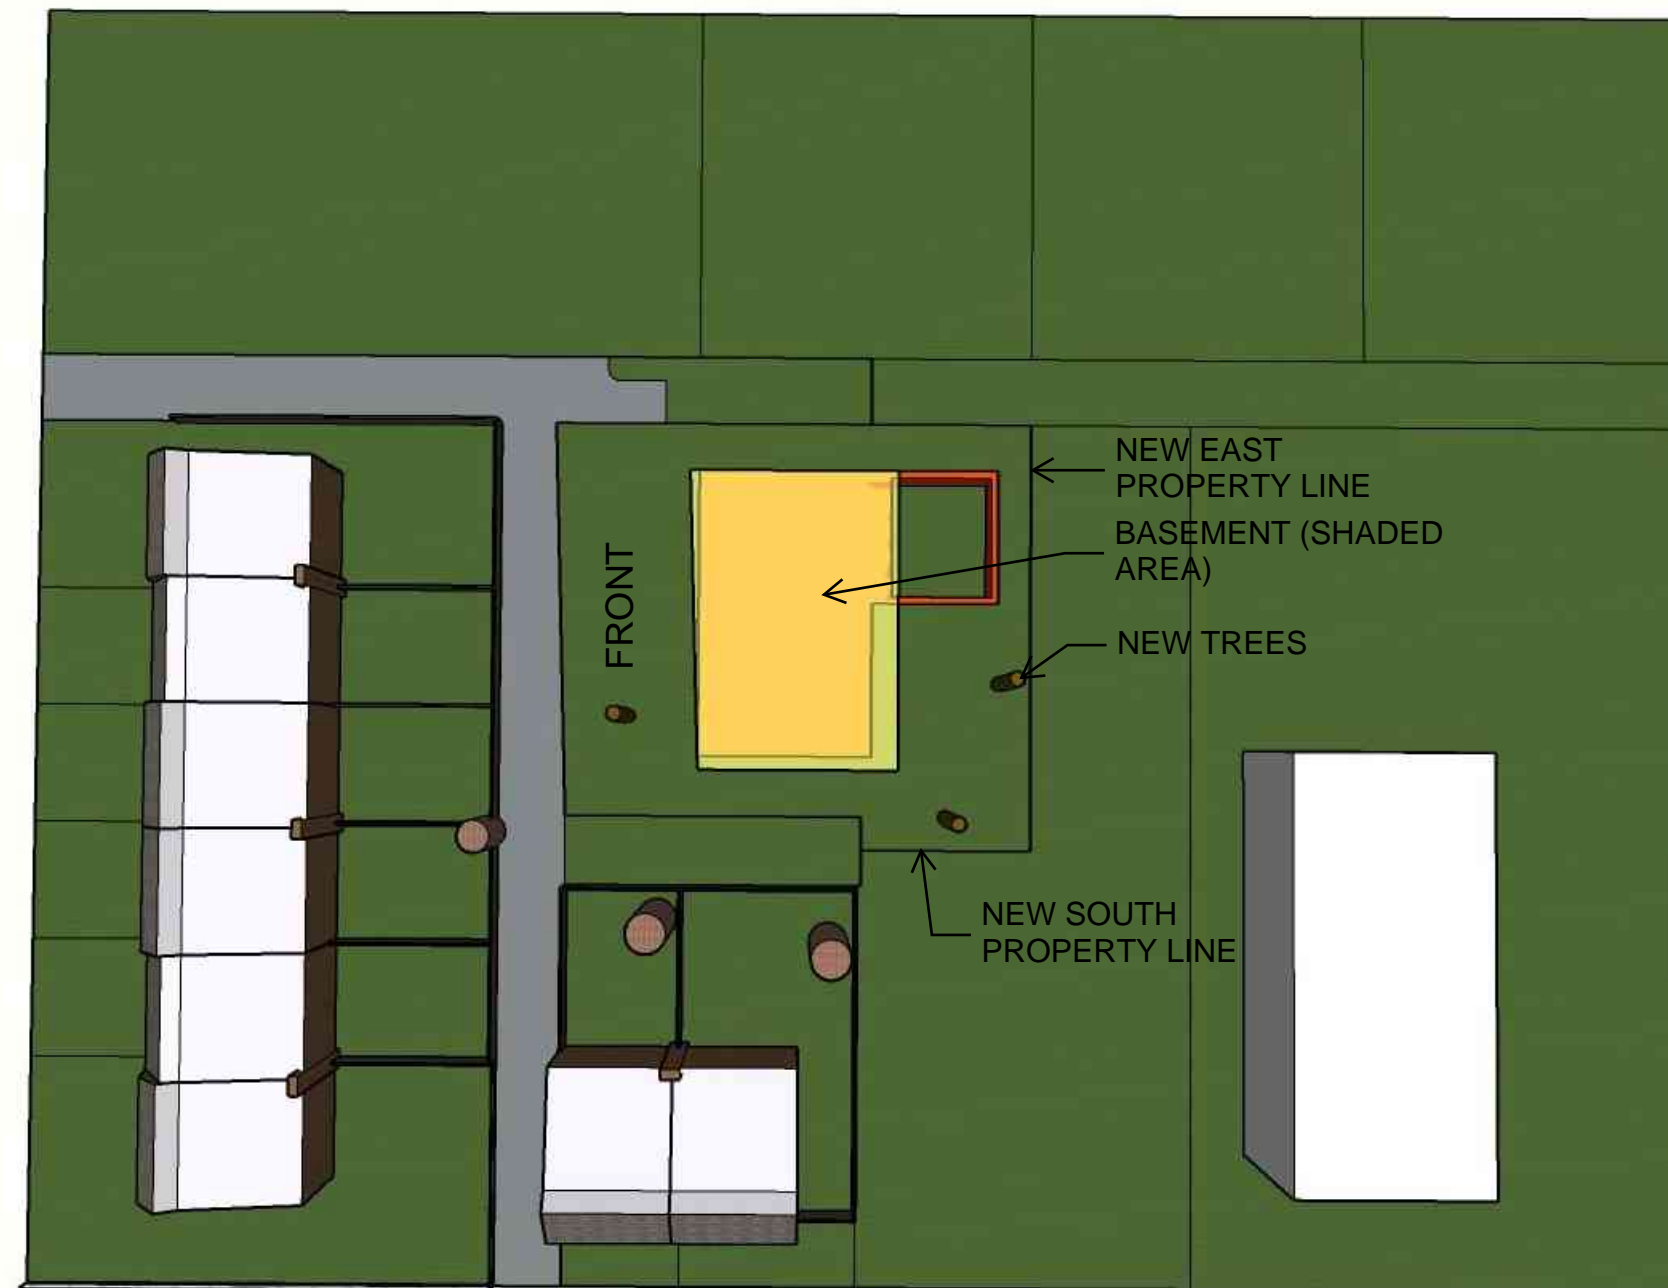 NEW EAST
PROPERTY LINE
BASEMENT (SHADED
AREA)
FRONT
NEW TREES
NEW SOUTH
PROPERTY LINE